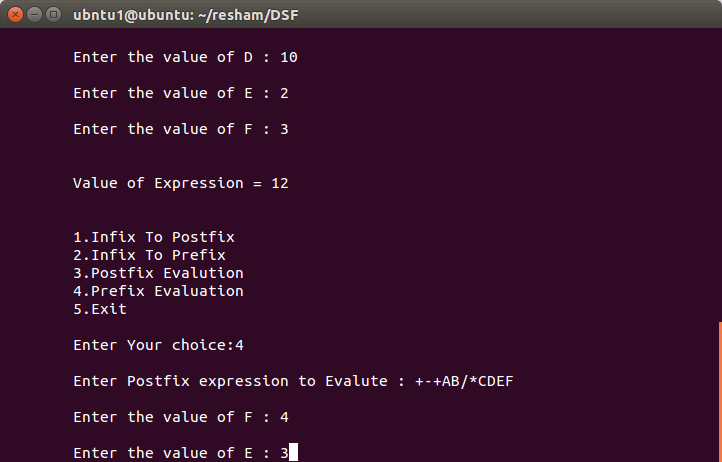 ubntu1@ubuntu: ~/resham/DSF
Enter the value of D : 10
Enter the value of E : 2
Enter the value of F : 3
Value of Expression = 12
1.Infix To Postfix
2.Infix To Prefix
3.Postfix Evalution
4.Prefix Evaluation
5.Exit
Enter Your choice:4
Enter Postfix expression to Evalute : +-+AB/*CDEF
Enter the value of F : 4
Enter the value of E : 3